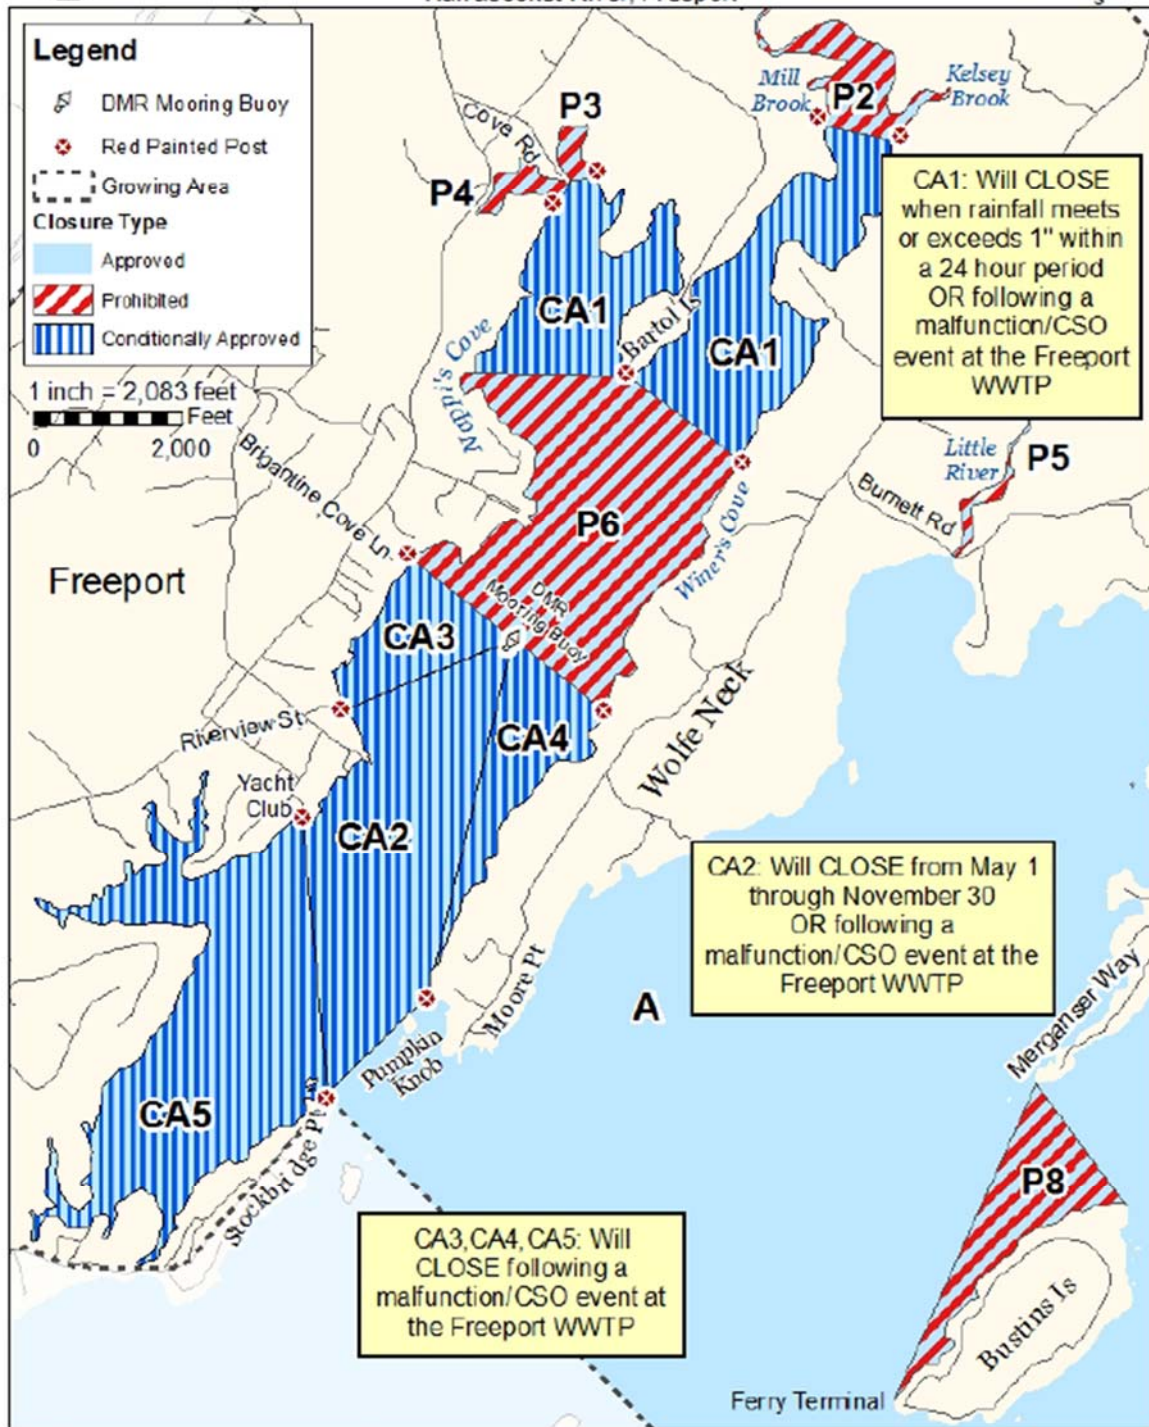 Harraseeket River, Freeport
Legend
DMR Mooring Buoy
Red Painted Post
Growing Area
Closure Type
Approved
Prohibited
Conditionally Approved
1 inch = 2,083 feet
Feet
0 2,000
Mill
Brook
P2
Kelsey
Brook
P3
Cove Rd
P4
CA1: Will CLOSE
when rainfall meets
or exceeds 1" within
a 24 hour period
OR following a
malfunction/CSO
event at the Freeport
WWTP
CA1
Bartol Is
CA1
Little
River
P5
Burnett Rd
Brigantine Cove Ln
P6
Winer's Cove
Freeport
DMR
Mooring Buoy
CA3
Riverview St
CA4
Wolfe Neck
Yacht
Club
CA2
CA2: Will CLOSE from May 1
through November 30
OR following a
malfunction/CSO event at the
Freeport WWTP
A
Moore Pt
Merganser Way
Pumpkin
Knob
CA5
Stockbridge Pt
P8
CA3,CA4,CA5: Will
CLOSE following a
malfunction/CSO event at
the Freeport WWTP
Bustins Is
Ferry Terminal